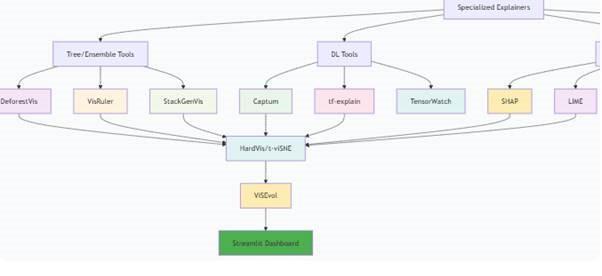 Specialized Explainers
Tree/Ensemble Tools
DL Tools
DeforestVis
VisRuler
StackGenVis
Captum
tf-explain
TensorWatch
SHAP
LIME
HardVis/t-viSNE
ViSEvol
Streamlit Dashboard